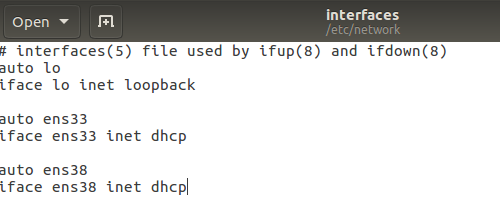 Open
interfaces
/etc/network
# interfaces(5) file used by ifup(8) and ifdown(8)
auto lo
iface lo inet loopback
auto ens33
iface ens33 inet dhcp
auto ens38
iface ens38 inet dhcp